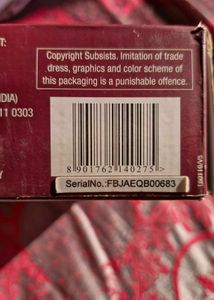 T:
Copyright Subsists. Imitation of trade
dress, graphics and color scheme of
this packaging is a punishable offence.
DIA)
11 0303
8 901762 140275 >
Y
SerialNo.:FBJAEQB00683